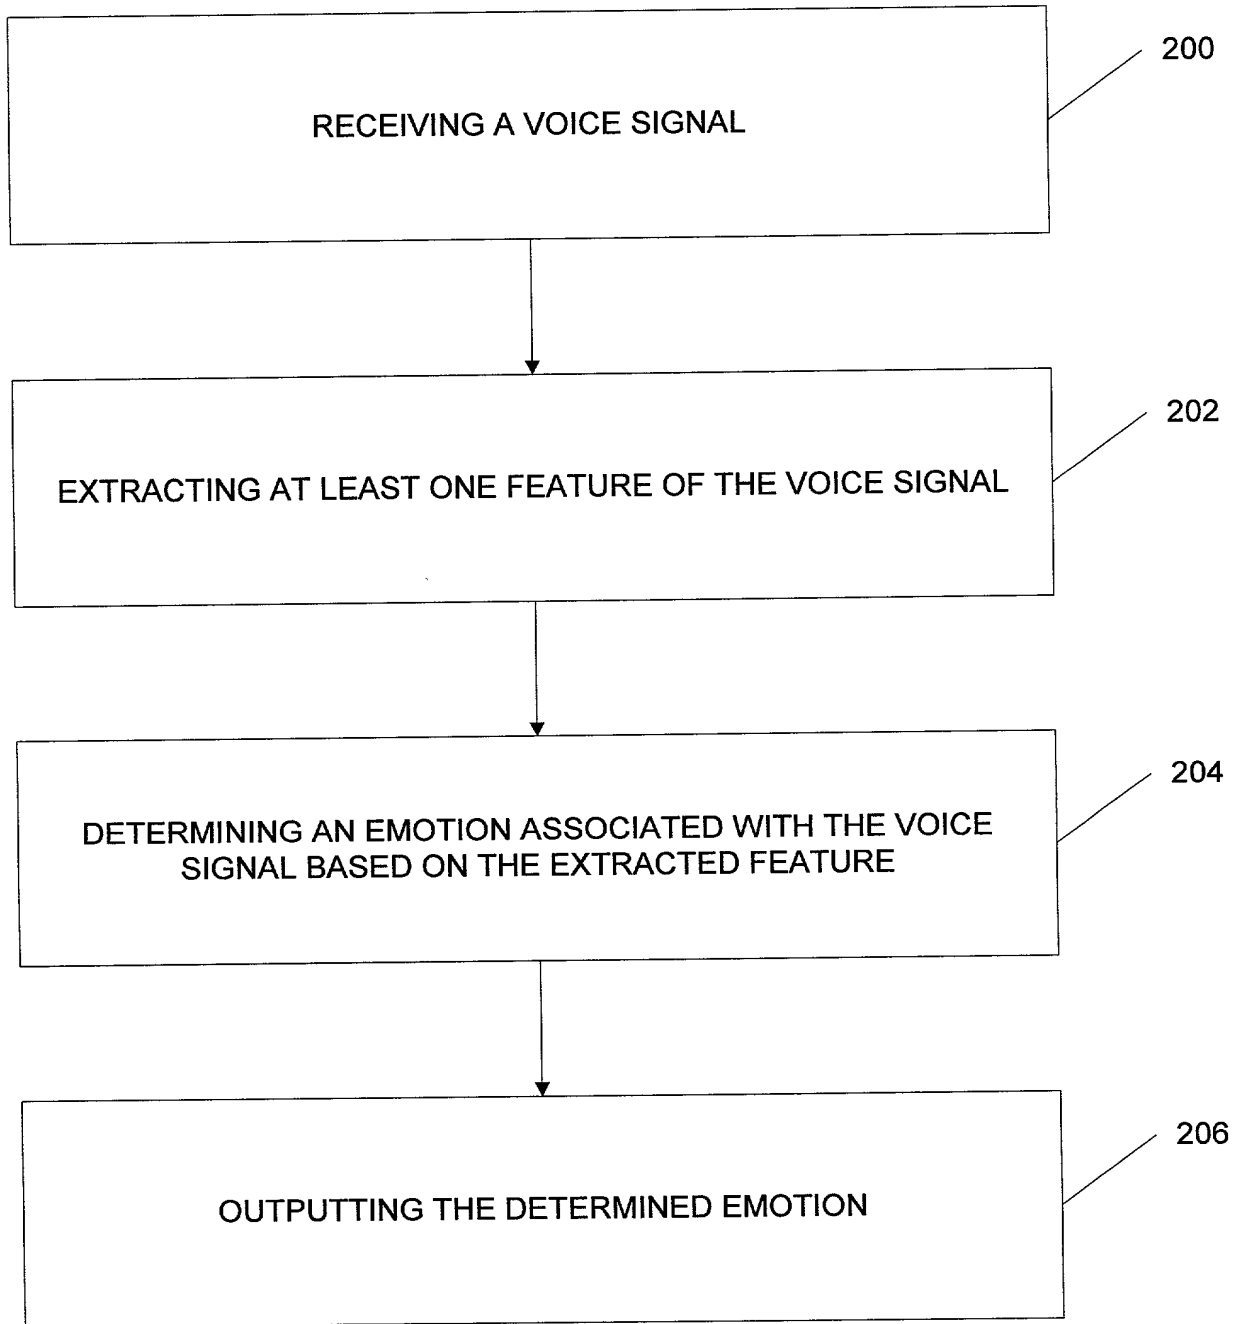 200
RECEIVING A VOICE SIGNAL
202
EXTRACTING AT LEAST ONE FEATURE OF THE VOICE SIGNAL
204
DETERMINING AN EMOTION ASSOCIATED WITH THE VOICE
SIGNAL BASED ON THE EXTRACTED FEATURE
206
OUTPUTTING THE DETERMINED EMOTION